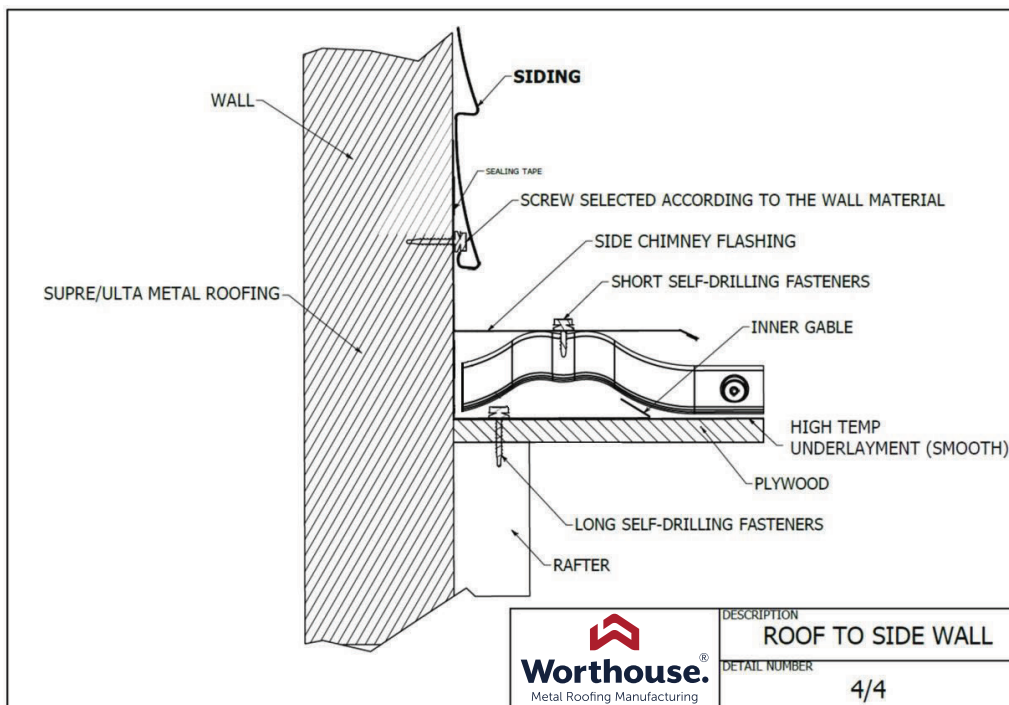 SIDING
WALL
SEALING TAPE
SCREW SELECTED ACCORDING TO THE WALL MATERIAL
SIDE CHIMNEY FLASHING
SHORT SELF-DRILLING FASTENERS
SUPRE/ULTA METAL ROOFING
INNER GABLE
HIGH TEMP
UNDERLAYMENT (SMOOTH)
PLYWOOD
LONG SELF-DRILLING FASTENERS
RAFTER
Worthouse.®
Metal Roofing Manufacturing
DESCRIPTION
ROOF TO SIDE WALL
DETAIL NUMBER
4/4